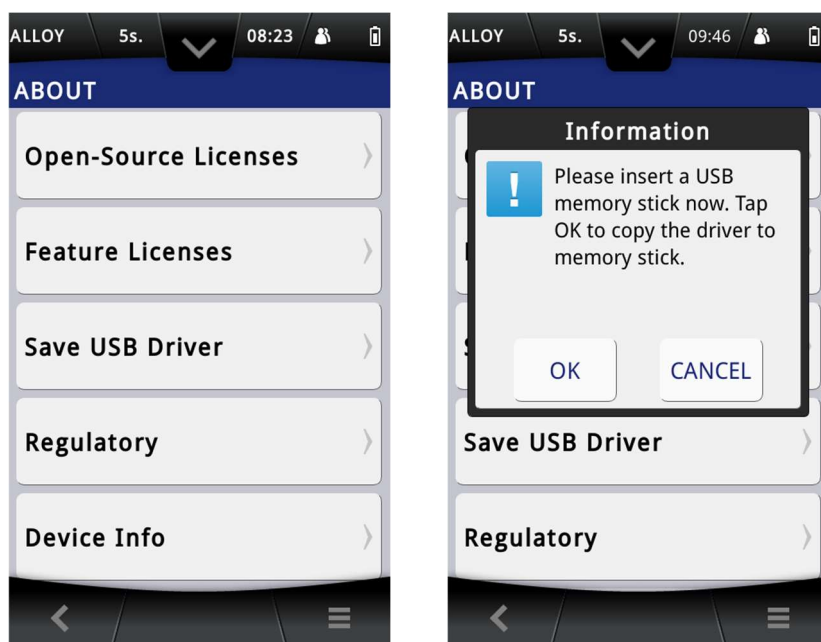 ALLOY 5s. 08:23
ABOUT
Open-Source Licenses
Feature Licenses
Save USB Driver
Regulatory
Device Info
ALLOY 5s. 09:46
ABOUT
Information
!
Please insert a USB
memory stick now. Tap
OK to copy the driver to
memory stick.
OK CANCEL
Save USB Driver
Regulatory